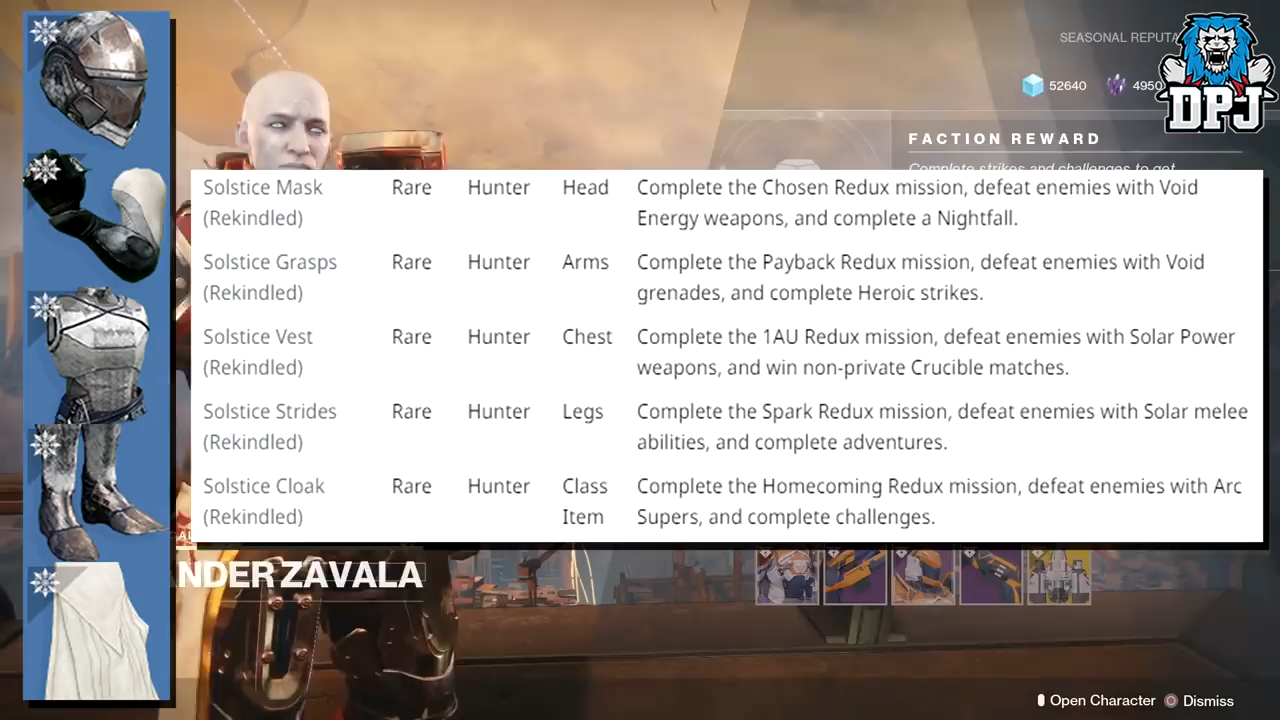 SEASONAL REPUTA
52640
4950
DPJ
FACTION REWARD
Complete strikes and challenges to get
Solstice Mask Rare Hunter Head Complete the Chosen Redux mission, defeat enemies with Void
(Rekindled) Energy weapons, and complete a Nightfall.
Solstice Grasps Rare Hunter Arms Complete the Payback Redux mission, defeat enemies with Void
(Rekindled) grenades, and complete Heroic strikes.
Solstice Vest Rare Hunter Chest Complete the 1AU Redux mission, defeat enemies with Solar Power
(Rekindled) weapons, and win non-private Crucible matches.
Solstice Strides Rare Hunter Legs Complete the Spark Redux mission, defeat enemies with Solar melee
(Rekindled) abilities, and complete adventures.
Solstice Cloak Rare Hunter Class Complete the Homecoming Redux mission, defeat enemies with Arc
(Rekindled) Item Supers, and complete challenges.
NDER ZAVALA
Open Character Dismiss